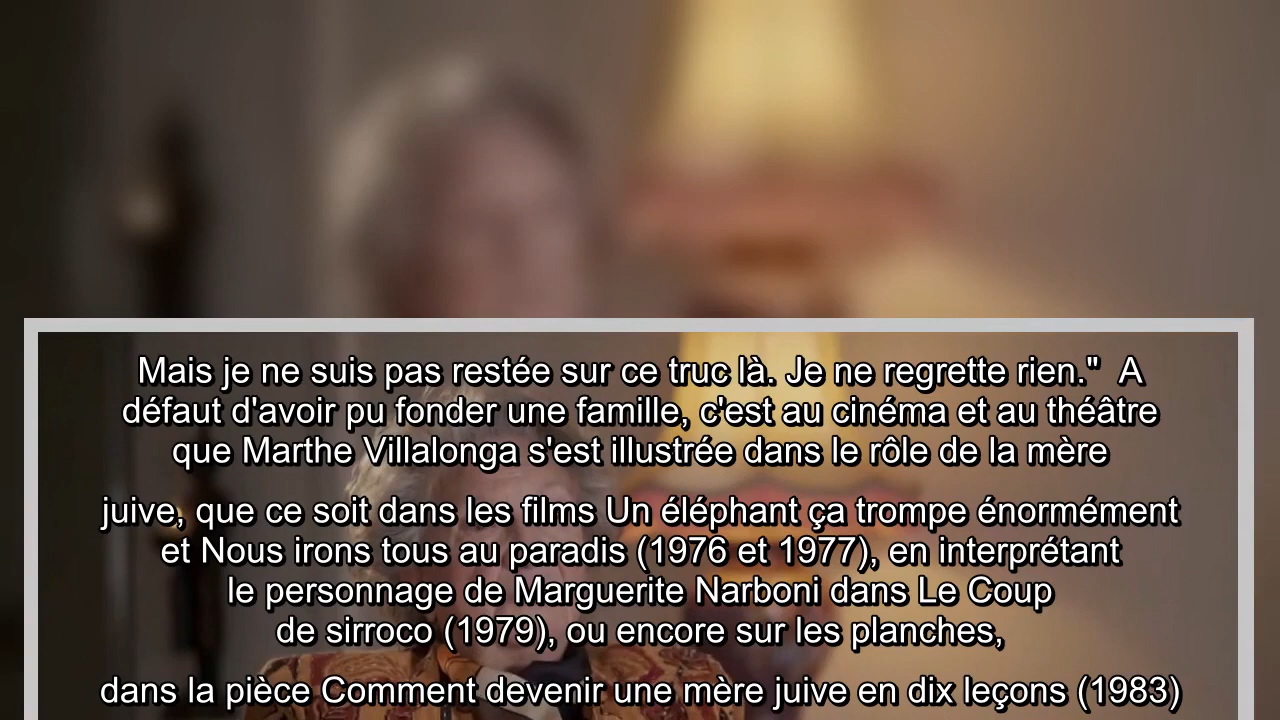 Mais je ne suis pas restée sur ce truc là. Je ne regrette rien."  A
défaut d'avoir pu fonder une famille, c'est au cinéma et au théâtre
que Marthe Villalonga s'est illustrée dans le rôle de la mère
juive, que ce soit dans les films Un éléphant ça trompe énormément
et Nous irons tous au paradis (1976 et 1977), en interprétant
le personnage de Marguerite Narboni dans Le Coup
de sirroco (1979), ou encore sur les planches,
dans la pièce Comment devenir une mère juive en dix leçons (1983)